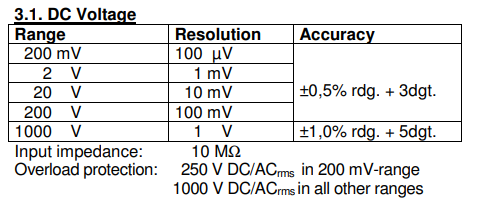 3.1. DC Voltage
Range Resolution Accuracy
200 mV 100 µV
2 V 1 mV
20 V 10 mV ±0,5% rdg. + 3dgt.
200 V 100 mV
1000 V 1 V ±1,0% rdg. + 5dgt.
Input impedance: 10 MΩ
Overload protection: 250 V DC/ACrms in 200 mV-range
1000 V DC/ACrms in all other ranges